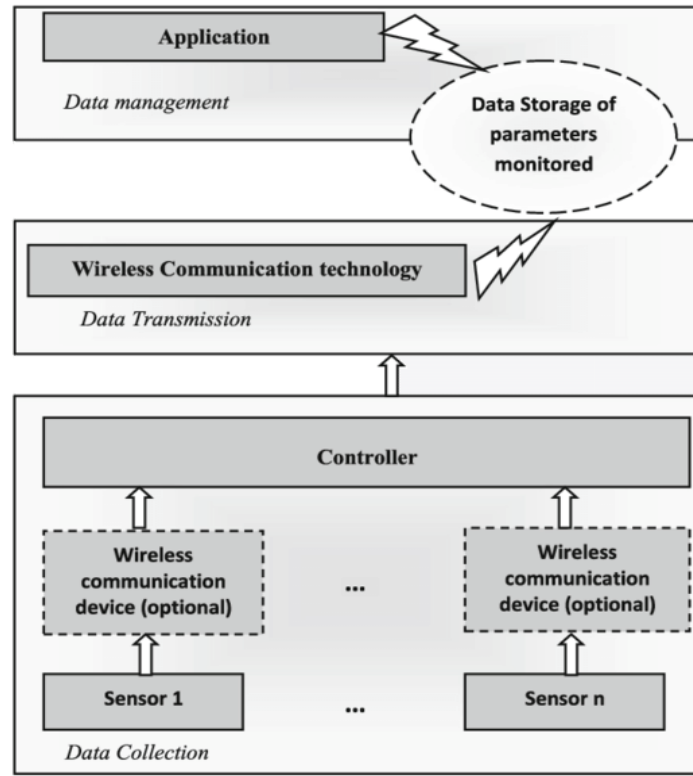 Application
Data management
Data Storage of
parameters
monitored
Wireless Communication technology
Data Transmission
Controller
Wireless
communication
device (optional)
...
Wireless
communication
device (optional)
Sensor 1
...
Sensor n
Data Collection